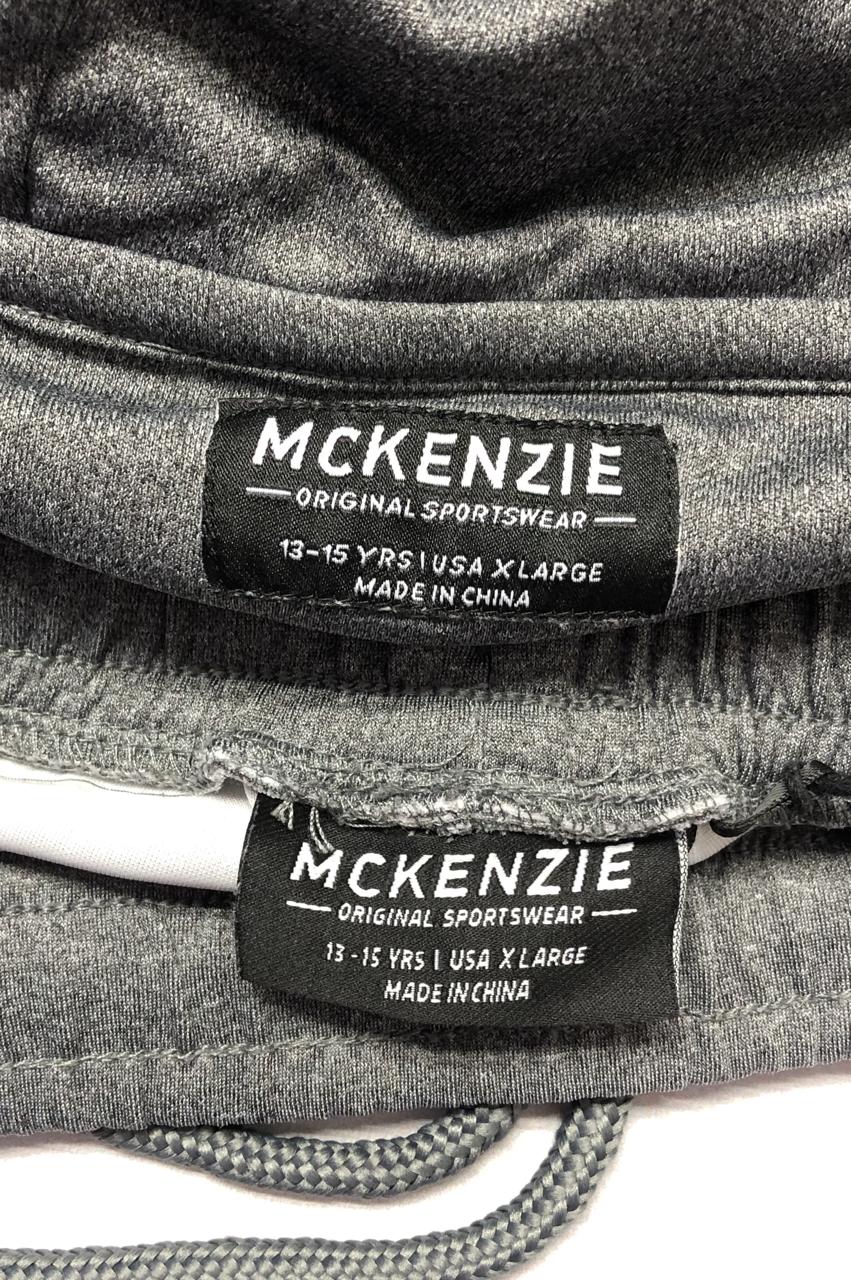 MCKENZIE
ORIGINAL SPORTSWEAR
13-15 YRS | USA X LARGE
MADE IN CHINA
MCKENZIE
ORIGINAL SPORTSWEAR
13-15 YRS | USA X LARGE
MADE IN CHINA